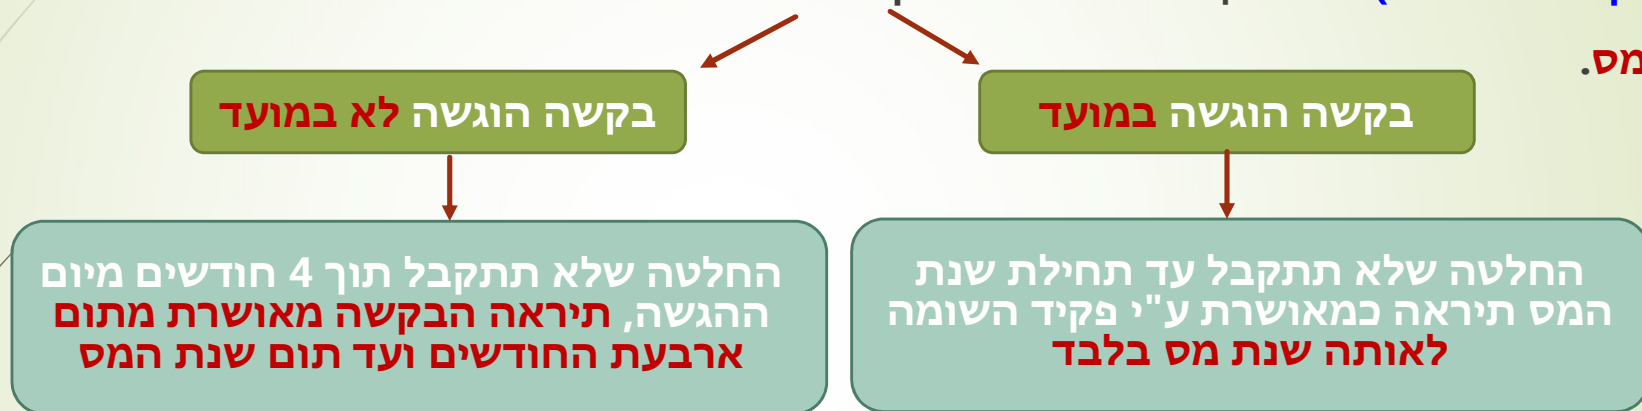 מס.
בקשה הוגשה במועד
החלטה שלא תתקבל עד תחילת שנת
המס תיראה כמאושרת ע"י פקיד השומה
לאותה שנת מס בלבד
בקשה הוגשה לא במועד
החלטה שלא תתקבל תוך 4 חודשים מיום
ההגשה, תיראה הבקשה מאושרת מתום
ארבעת החודשים ועד תום שנת המס